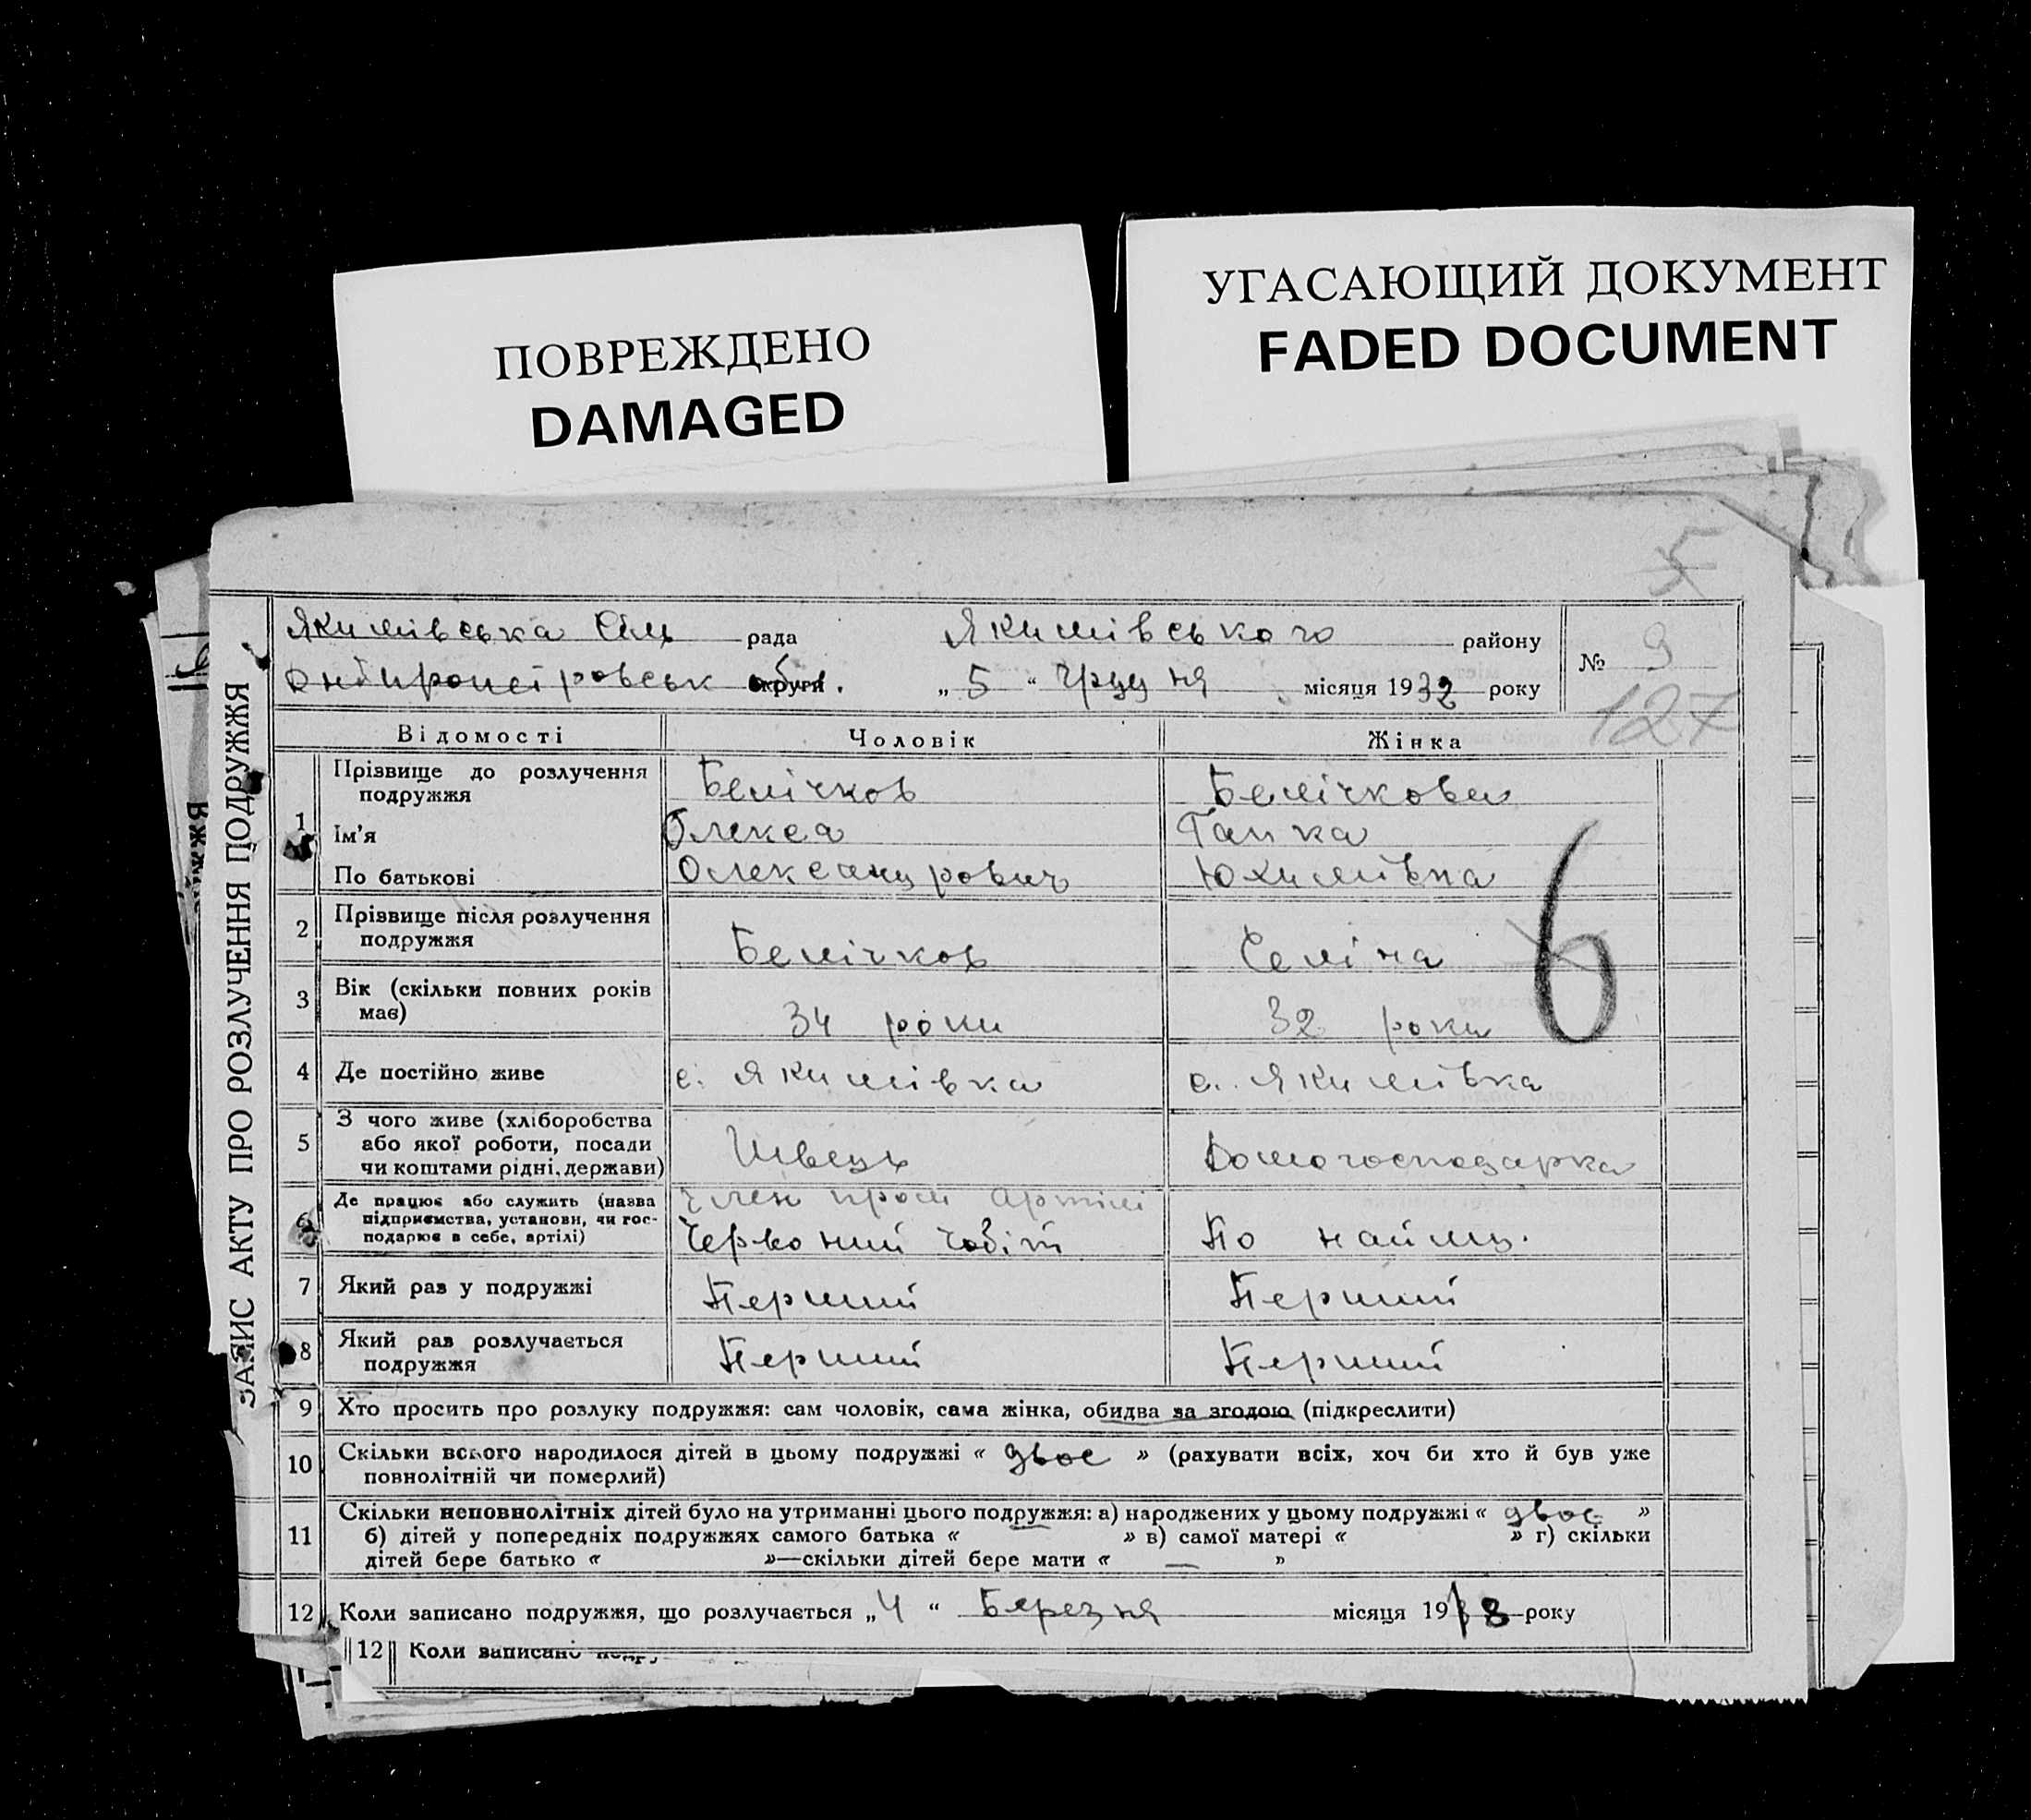 ПОВРЕЖДЕНО
DAMAGED
УГАСАЮЩИЙ ДОКУМЕНТ
FADED DOCUMENT
5
ЗАПИС АКТУ ПРО РОЗЛУЧЕННЯ ПОДРУЖЖЯ
Якимівська Сіль рада Якимівського району № 9
Дніпропетровськ округи обл. „ 5 “ грудня місяця 1932 року
127
Відомості Чоловік Жінка
1 Прізвище до розлучення подружжя Белічков Белічкова
Ім'я Олекса Гапка
По батькові Олександрович Юхимівна
6
2 Прізвище після розлучення подружжя Белічков Семіна
3 Вік (скільки повних років має) 34 роки 32 роки
4 Де постійно живе с. Якимівка с. Якимівка
5 З чого живе (хліборобства або якої роботи, посади чи коштами рідні, держави) Швець Домогосподарка
6 Де працює або служить (назва підприємства, установи, чи господарює в себе, артілі) Член пром артілі Червоний Чобіт По найму.
7 Який раз у подружжі Перший Перший
8 Який раз розлучається подружжя Перший Перший
9 Хто просить про розлуку подружжя: сам чоловік, сама жінка, обидва за згодою (підкреслити)
10 Скільки всього народилося дітей в цьому подружжі « двоє » (рахувати всіх, хоч би хто й був уже
повнолітній чи померлий)
11 Скільки неповнолітніх дітей було на утриманні цього подружжя: а) народжених у цьому подружжі « двоє »
б) дітей у попередніх подружжях самого батька « — » в) самої матері « » г) скільки
дітей бере батько « »—скільки дітей бере мати « — »
12 Коли записано подружжя, що розлучається „ 4 “ Березня місяця 19 року
12 Коли записано